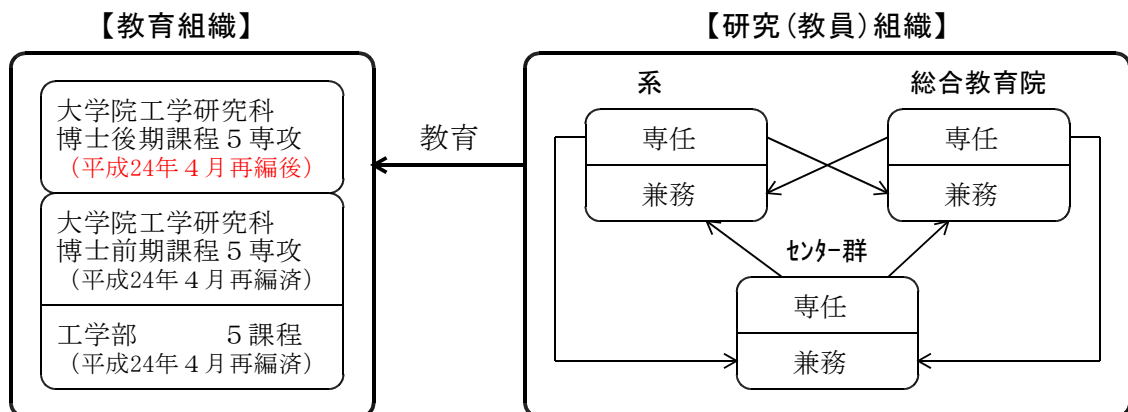 【教育組織】
大学院工学研究科
博士後期課程５専攻
（平成24年４月再編後）
大学院工学研究科
博士前期課程５専攻
（平成24年４月再編済）
工学部　　　５課程
（平成24年４月再編済）
教育
【研究(教員)組織】
系
専任
兼務
総合教育院
専任
兼務
ｾﾝﾀｰ群
専任
兼務